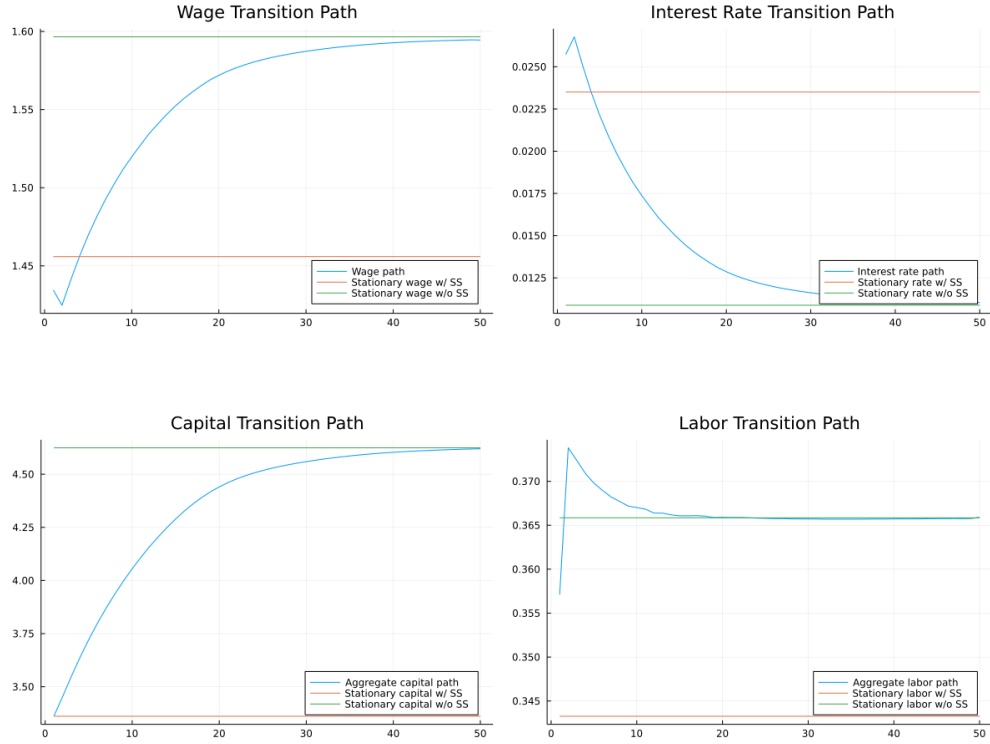 Wage Transition Path
1.60
1.55
1.50
1.45
Wage path
Stationary wage w/ SS
Stationary wage w/o SS
0 10 20 30 40 50
Interest Rate Transition Path
0.0250
0.0225
0.0200
0.0175
0.0150
0.0125
Interest rate path
Stationary rate w/ SS
Stationary rate w/o SS
0 10 20 30 40 50
Capital Transition Path
4.50
4.25
4.00
3.75
3.50
Aggregate capital path
Stationary capital w/ SS
Stationary capital w/o SS
0 10 20 30 40 50
Labor Transition Path
0.370
0.365
0.360
0.355
0.350
0.345
Aggregate labor path
Stationary labor w/ SS
Stationary labor w/o SS
0 10 20 30 40 50